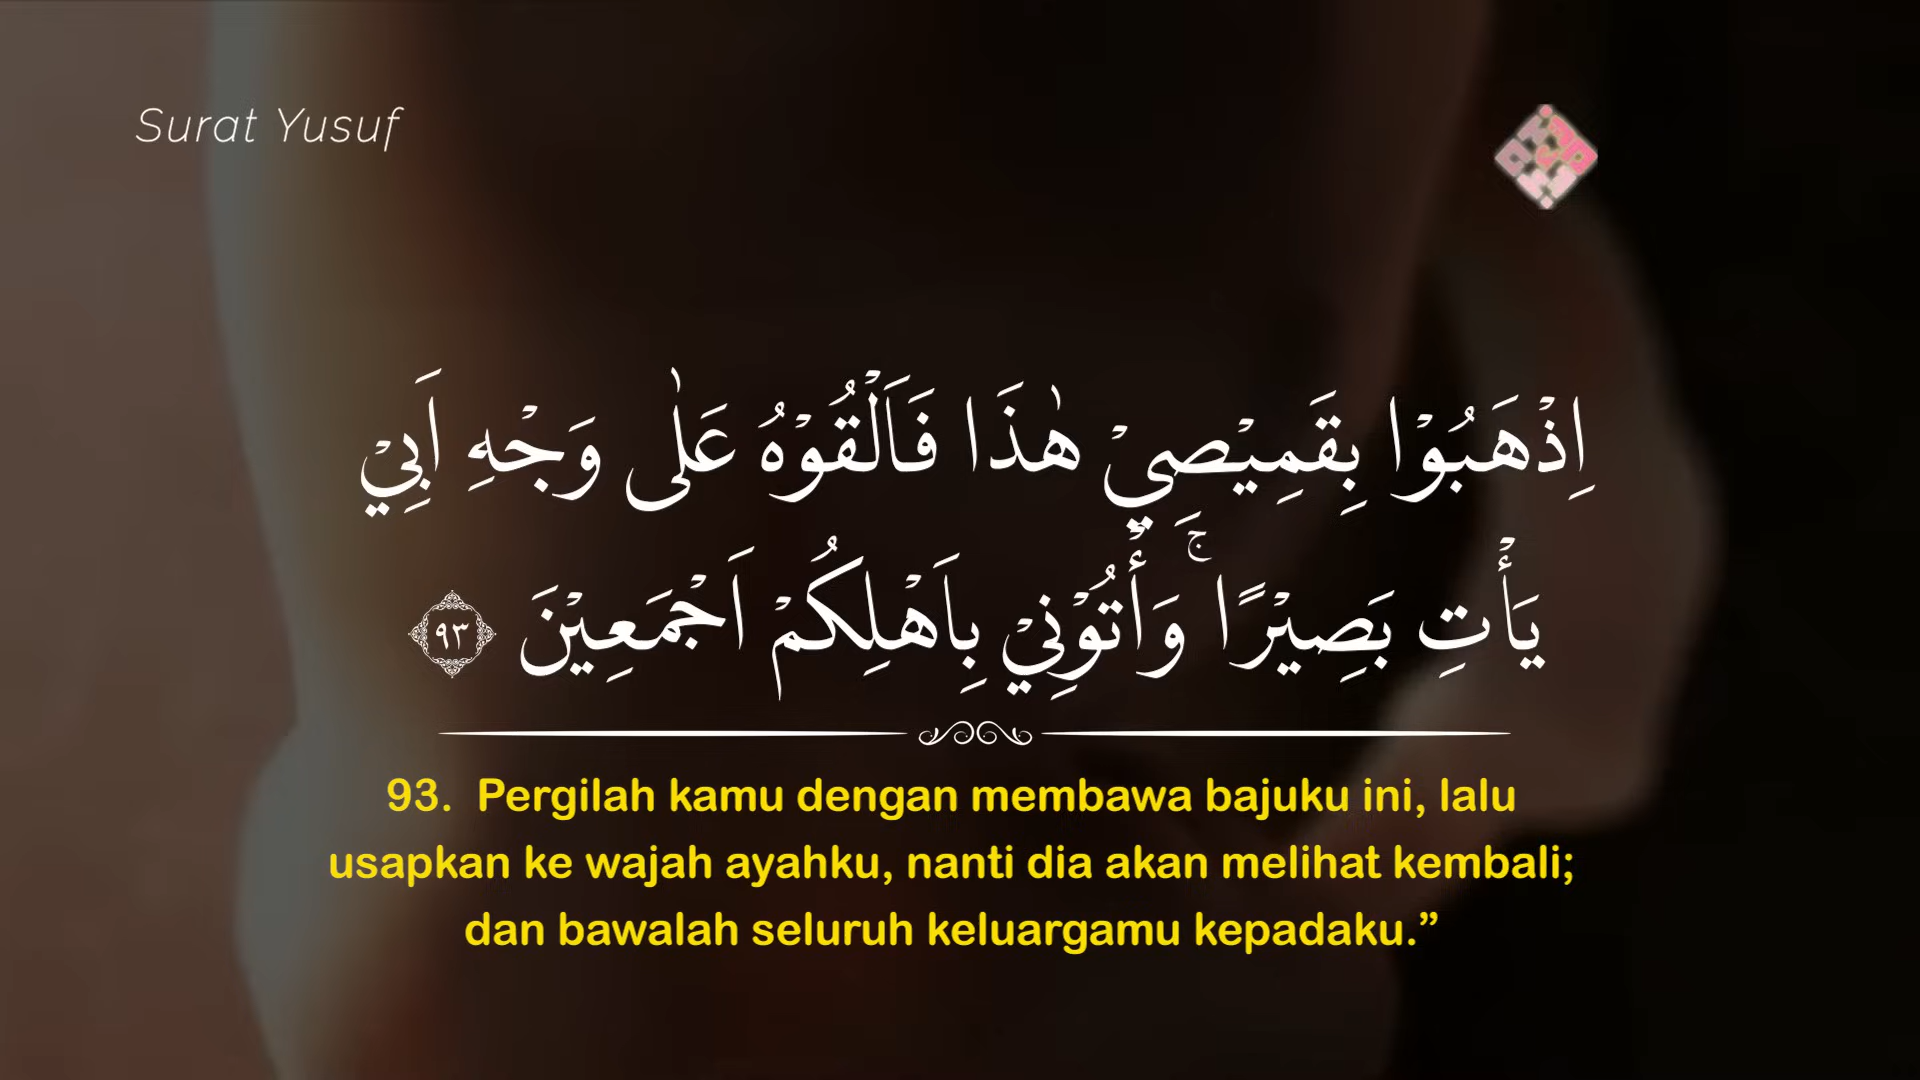 Surat Yusuf
اِذْهَبُوْا بِقَمِيْصِيْ هٰذَا فَاَلْقُوْهُ عَلٰى وَجْهِ اَبِيْ
يَأْتِ بَصِيْرًا ۚ وَأْتُوْنِيْ بِاَهْلِكُمْ اَجْمَعِيْنَ ٩٣
93. Pergilah kamu dengan membawa bajuku ini, lalu
usapkan ke wajah ayahku, nanti dia akan melihat kembali;
dan bawalah seluruh keluargamu kepadaku.”